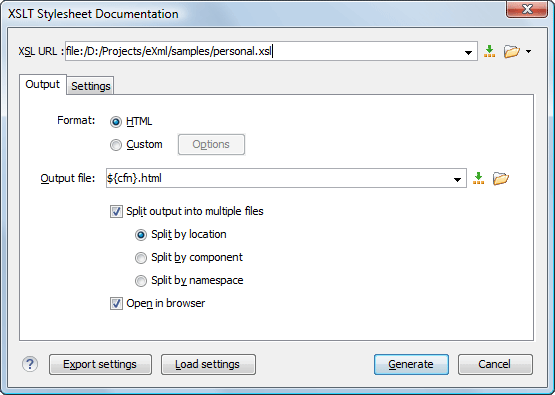 XSLT Stylesheet Documentation
XSL URL : file:/D:/Projects/eXml/samples/personal.xsl
Output Settings
Format: HTML
Custom Options
Output file: ${cfn}.html
Split output into multiple files
Split by location
Split by component
Split by namespace
Open in browser
? Export settings Load settings Generate Cancel